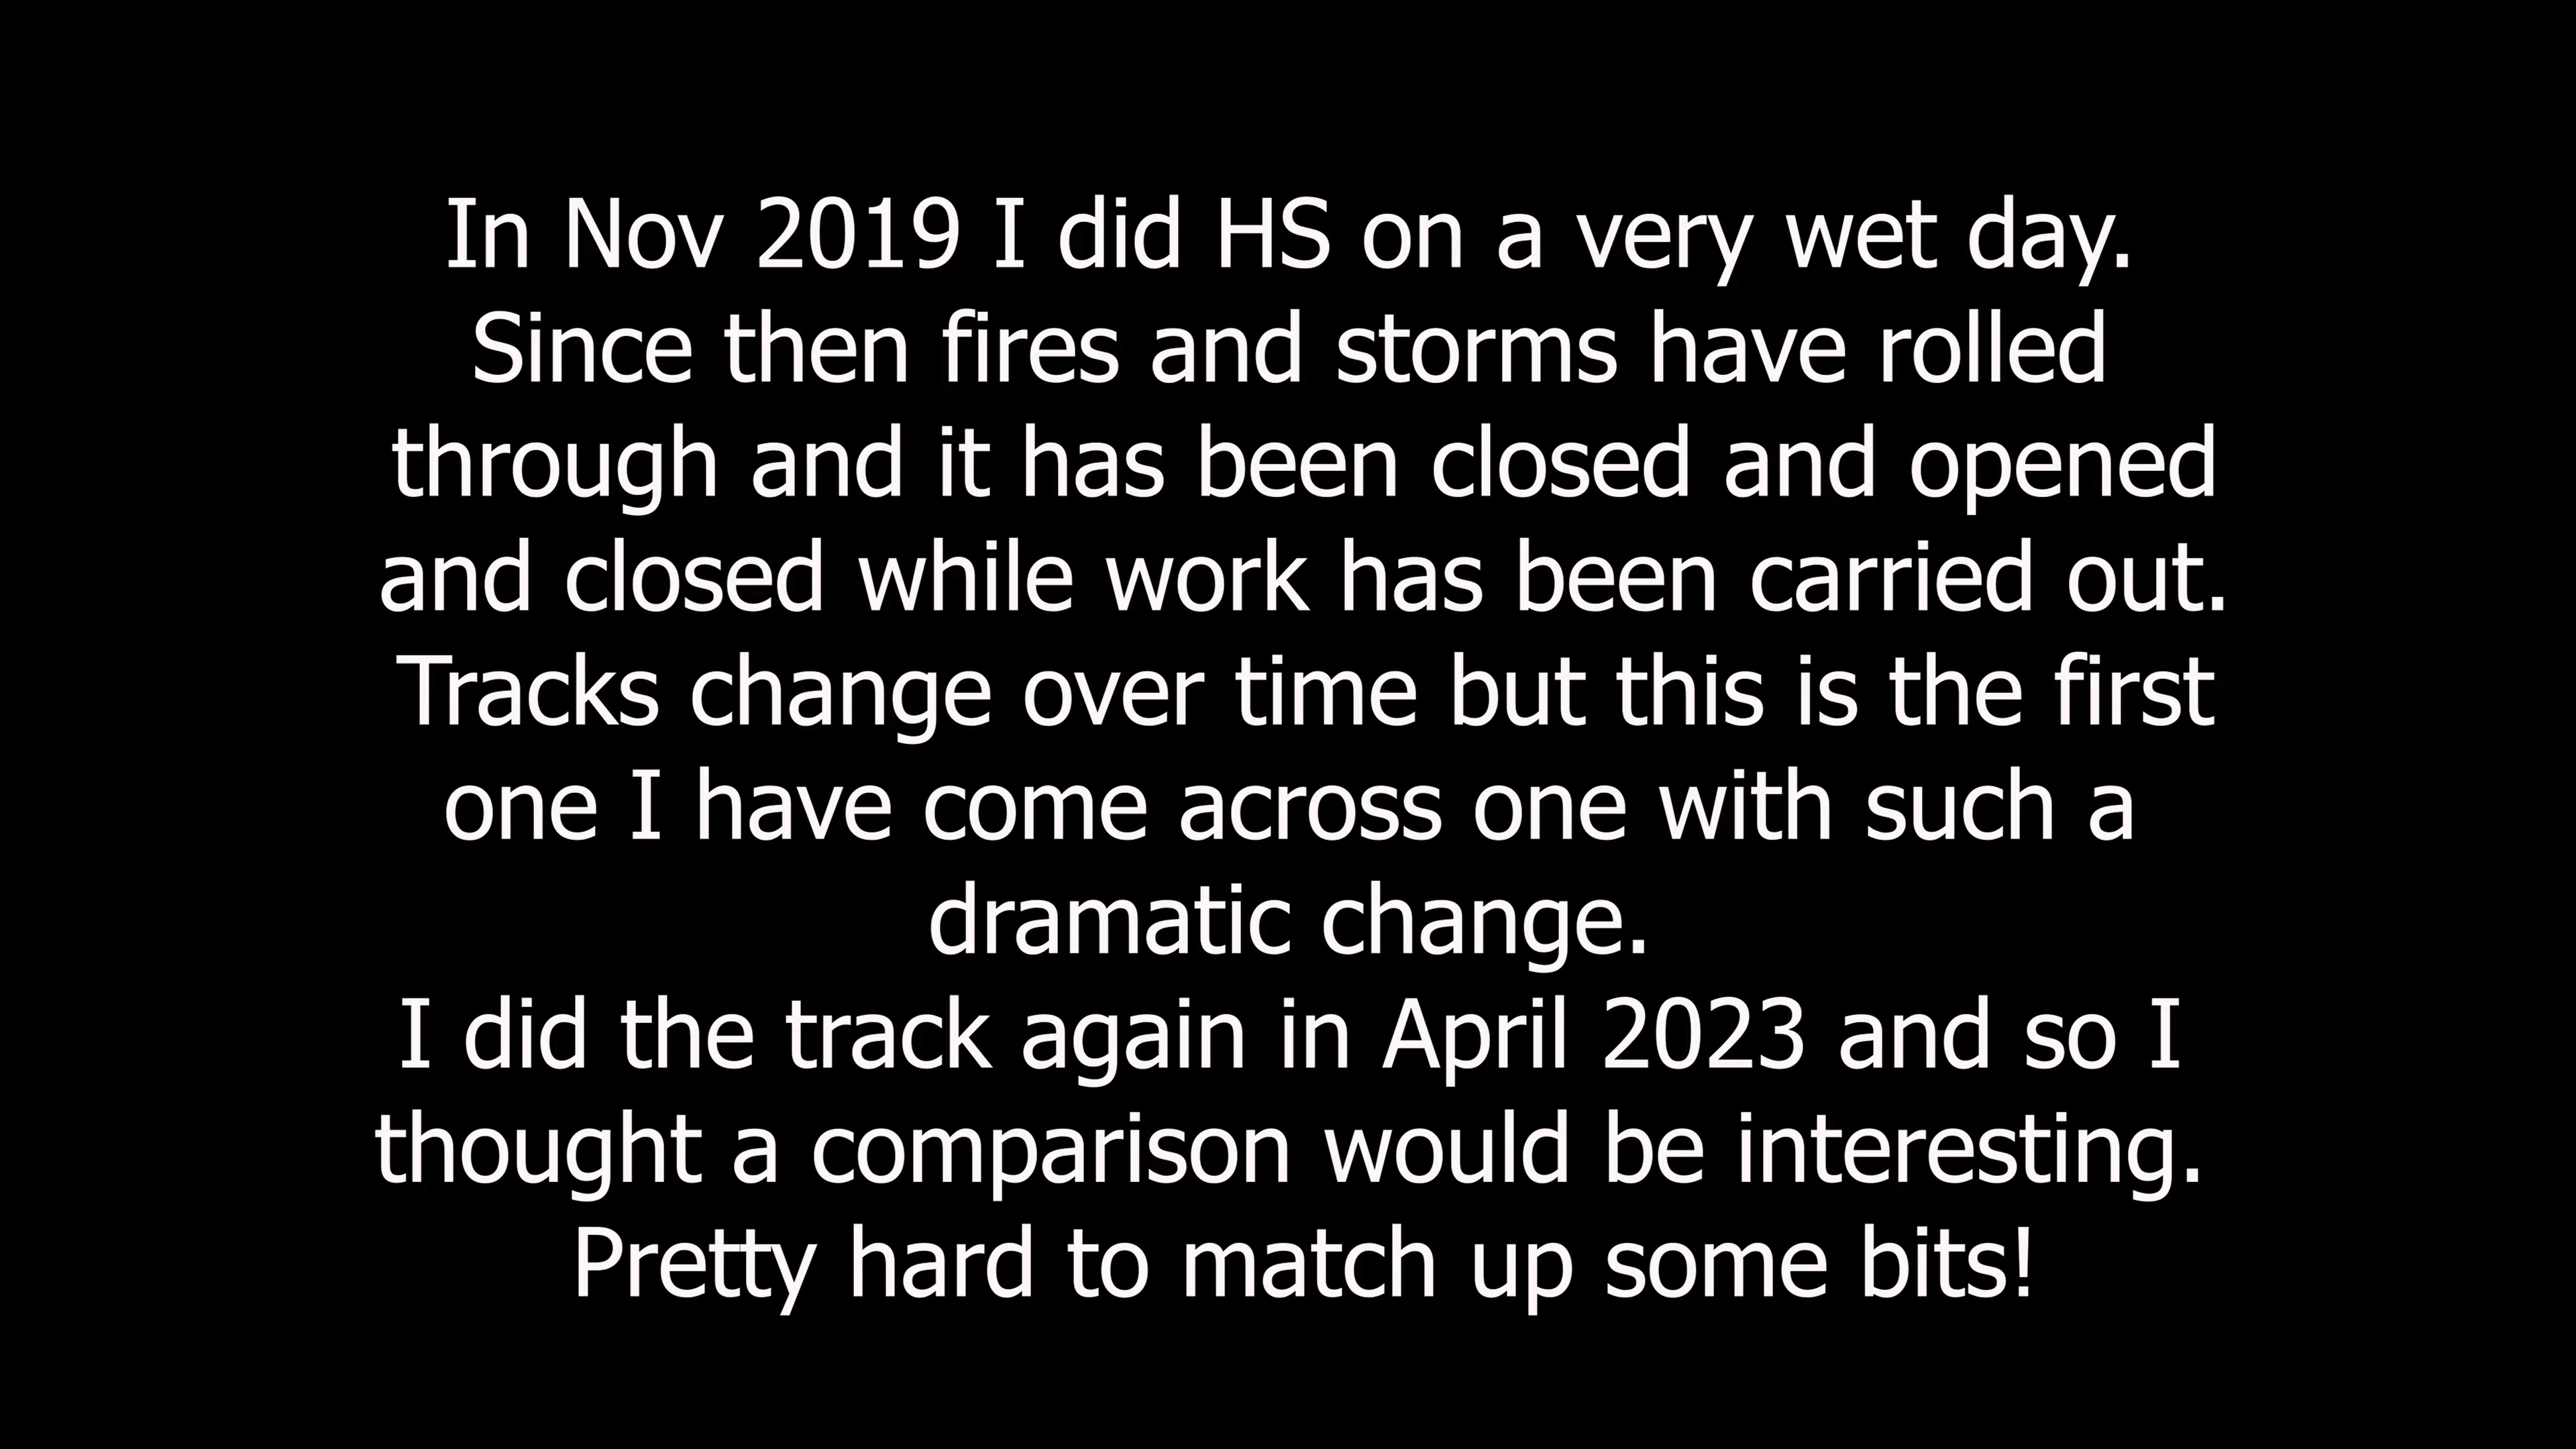 In Nov 2019 I did HS on a very wet day.
Since then fires and storms have rolled
through and it has been closed and opened
and closed while work has been carried out.
Tracks change over time but this is the first
one I have come across one with such a
dramatic change.
I did the track again in April 2023 and so I
thought a comparison would be interesting.
Pretty hard to match up some bits!